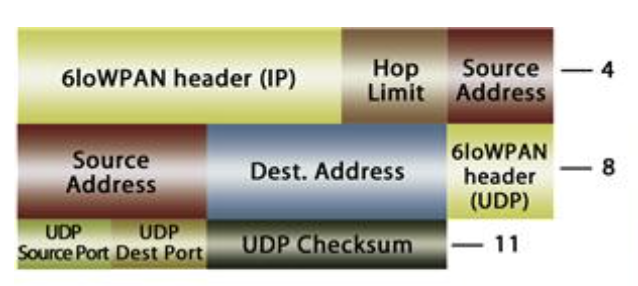 6loWPAN header (IP)
Hop
Limit
Source
Address
4
Source
Address
Dest. Address
6loWPAN
header
(UDP)
8
UDP
Source Port
UDP
Dest Port
UDP Checksum
11